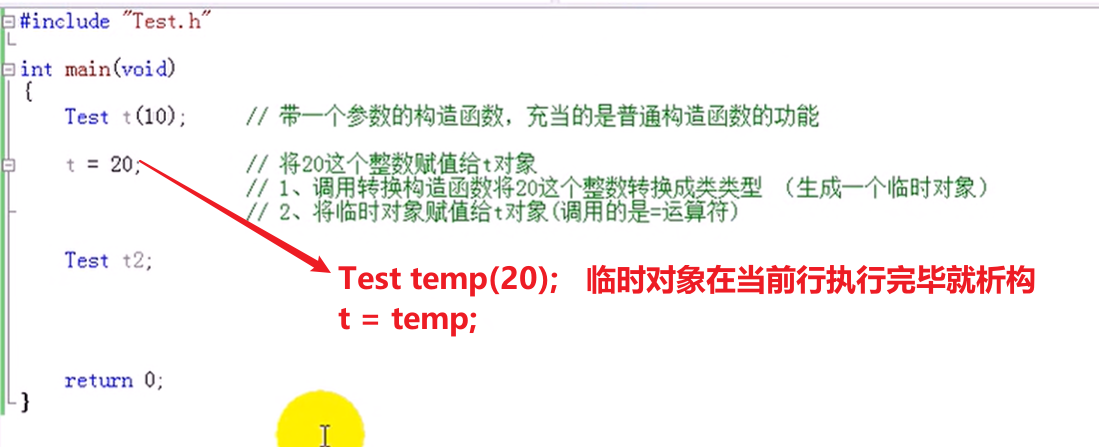 #include "Test.h"
int main(void)
{
Test t(10); // 带一个参数的构造函数，充当的是普通构造函数的功能
t = 20; // 将20这个整数赋值给t对象
// 1、调用转换构造函数将20这个整数转换成类类型 （生成一个临时对象）
// 2、将临时对象赋值给t对象(调用的是=运算符)
Test t2;
Test temp(20); 临时对象在当前行执行完毕就析构
t = temp;
return 0;
}